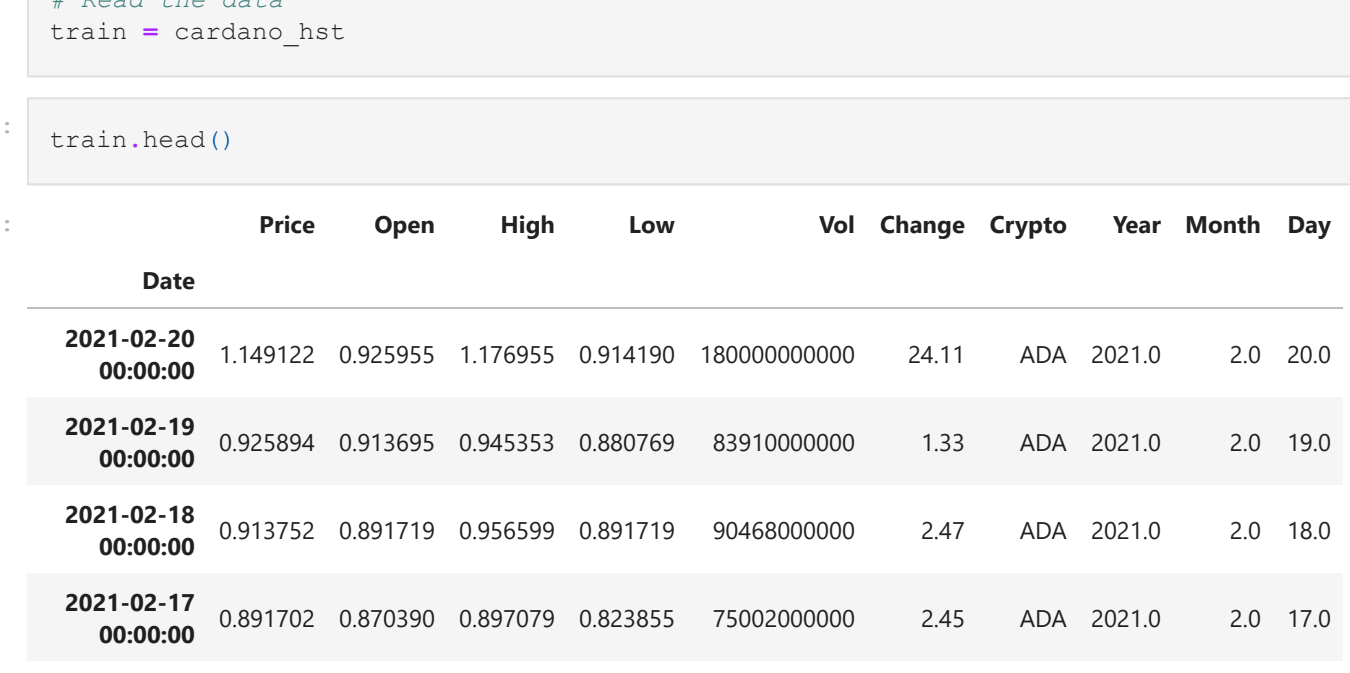 # Read the data
train = cardano_hst
:
train.head()
:
Price Open High Low Vol Change Crypto Year Month Day
Date
2021-02-20 00:00:00 1.149122 0.925955 1.176955 0.914190 180000000000 24.11 ADA 2021.0 2.0 20.0
2021-02-19 00:00:00 0.925894 0.913695 0.945353 0.880769 83910000000 1.33 ADA 2021.0 2.0 19.0
2021-02-18 00:00:00 0.913752 0.891719 0.956599 0.891719 90468000000 2.47 ADA 2021.0 2.0 18.0
2021-02-17 00:00:00 0.891702 0.870390 0.897079 0.823855 75002000000 2.45 ADA 2021.0 2.0 17.0